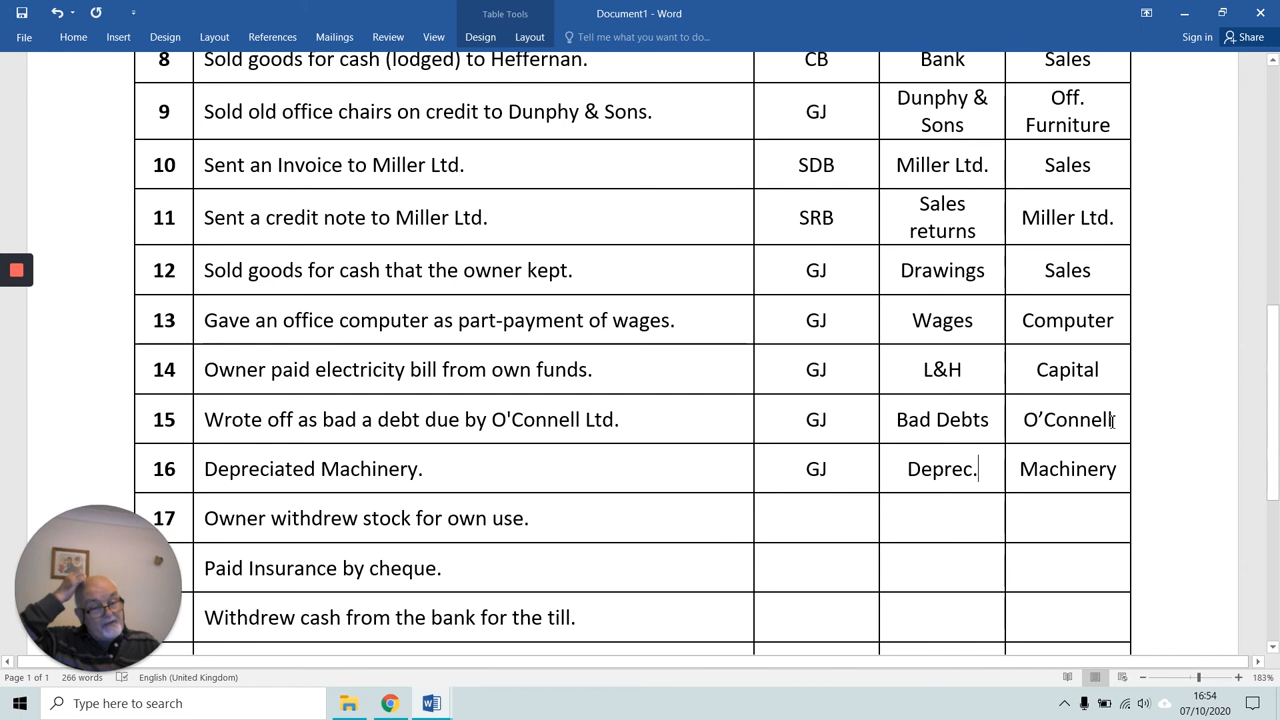 Table Tools
Document1 - Word
File Home Insert Design Layout References Mailings Review View Design Layout Tell me what you want to do... Sign in Share
8 Sold goods for cash (lodged) to Heffernan. CB Bank Sales
9 Sold old office chairs on credit to Dunphy & Sons. GJ Dunphy & Sons Off. Furniture
10 Sent an Invoice to Miller Ltd. SDB Miller Ltd. Sales
11 Sent a credit note to Miller Ltd. SRB Sales returns Miller Ltd.
12 Sold goods for cash that the owner kept. GJ Drawings Sales
13 Gave an office computer as part-payment of wages. GJ Wages Computer
14 Owner paid electricity bill from own funds. GJ L&H Capital
15 Wrote off as bad a debt due by O'Connell Ltd. GJ Bad Debts O’Connell
16 Depreciated Machinery. GJ Deprec. Machinery
17 Owner withdrew stock for own use.
Paid Insurance by cheque.
Withdrew cash from the bank for the till.
Page 1 of 1 266 words English (United Kingdom) 183%
Type here to search 16:54
07/10/2020